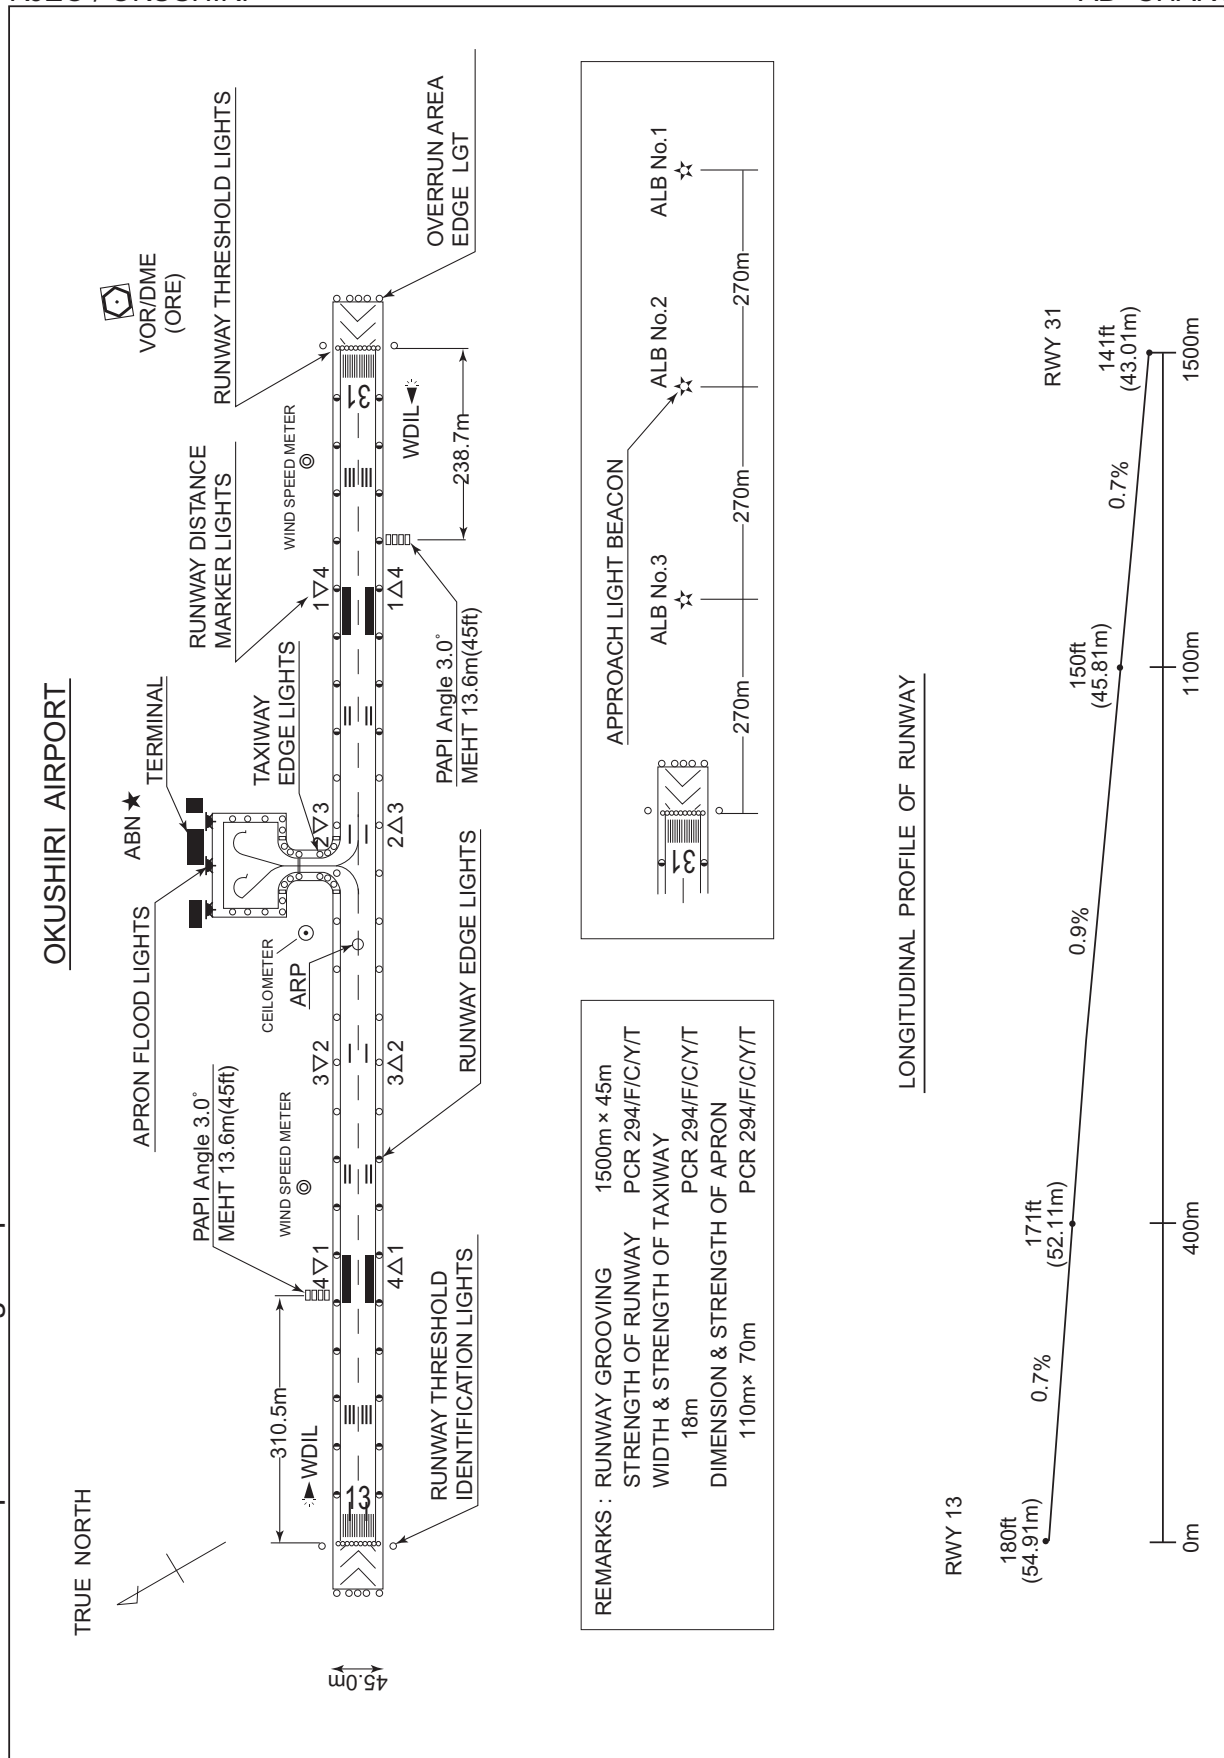 OKUSHIRI AIRPORT
TRUE NORTH
VOR/DME
(ORE)
RUNWAY THRESHOLD LIGHTS
RUNWAY DISTANCE
MARKER LIGHTS
TERMINAL
ABN
APRON FLOOD LIGHTS
TAXIWAY
EDGE LIGHTS
PAPI Angle 3.0°
MEHT 13.6m(45ft)
WIND SPEED METER
CEILOMETER
ARP
WIND SPEED METER
310.5m
WDIL
4 1
3 2
2 3
1 4
13
31
4 1
3 2
2 3
1 4
45.0m
WDIL
238.7m
RUNWAY THRESHOLD
IDENTIFICATION LIGHTS
RUNWAY EDGE LIGHTS
PAPI Angle 3.0°
MEHT 13.6m(45ft)
OVERRUN AREA
EDGE LGT
REMARKS : RUNWAY GROOVING 1500m × 45m
STRENGTH OF RUNWAY PCR 294/F/C/Y/T
WIDTH & STRENGTH OF TAXIWAY
18m PCR 294/F/C/Y/T
DIMENSION & STRENGTH OF APRON
110m× 70m PCR 294/F/C/Y/T
APPROACH LIGHT BEACON
ALB No.3
ALB No.2
ALB No.1
31
270m
270m
270m
LONGITUDINAL PROFILE OF RUNWAY
RWY 13
RWY 31
180ft
(54.91m)
0.7%
171ft
(52.11m)
0.9%
150ft
(45.81m)
0.7%
141ft
(43.01m)
0m
400m
1100m
1500m